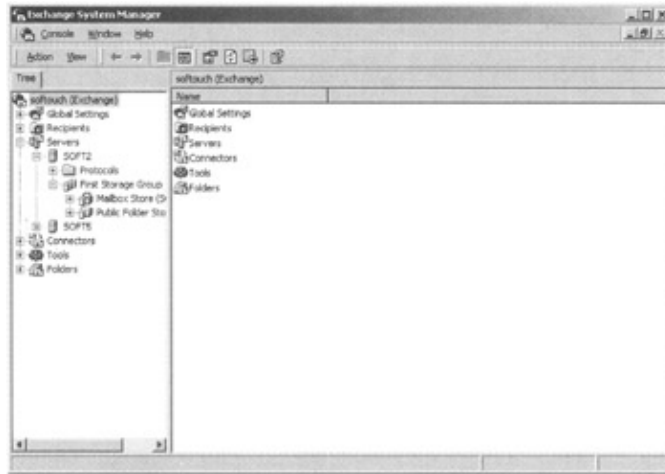 Exchange System Manager
Console Window Help
Action View
Tree
softouch (Exchange)
Name
softouch (Exchange)
Global Settings
Recipients
Servers
SOFT2
Protocols
First Storage Group
Mailbox Store (S
Public Folder Sto
SOFT5
Connectors
Tools
Folders
Global Settings
Recipients
Servers
Connectors
Tools
Folders